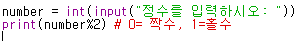 number = int(input("정수를 입력하시오: "))
print(number%2) # 0= 짝수, 1=홀수